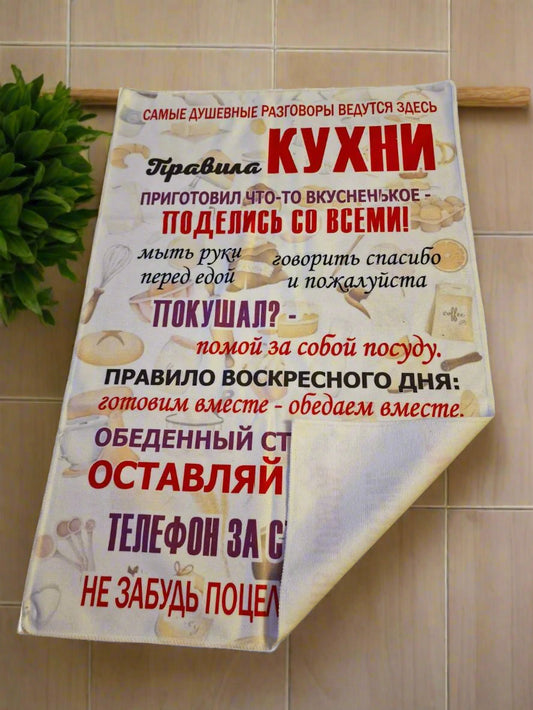 САМЫЕ ДУШЕВНЫЕ РАЗГОВОРЫ ВЕДУТСЯ ЗДЕСЬ
Правила КУХНИ
ПРИГОТОВИЛ ЧТО-ТО ВКУСНЕНЬКОЕ -
ПОДЕЛИСЬ СО ВСЕМИ!
мыть руки
перед едой
говорить спасибо
и пожалуйста
ПОКУШАЛ? -
помой за собой посуду.
ПРАВИЛО ВОСКРЕСНОГО ДНЯ:
готовим вместе - обедаем вместе.
ОБЕДЕННЫЙ СТ
ОСТАВЛЯЙ
ТЕЛЕФОН ЗА С
НЕ ЗАБУДЬ ПОЦЕЛ
coffee